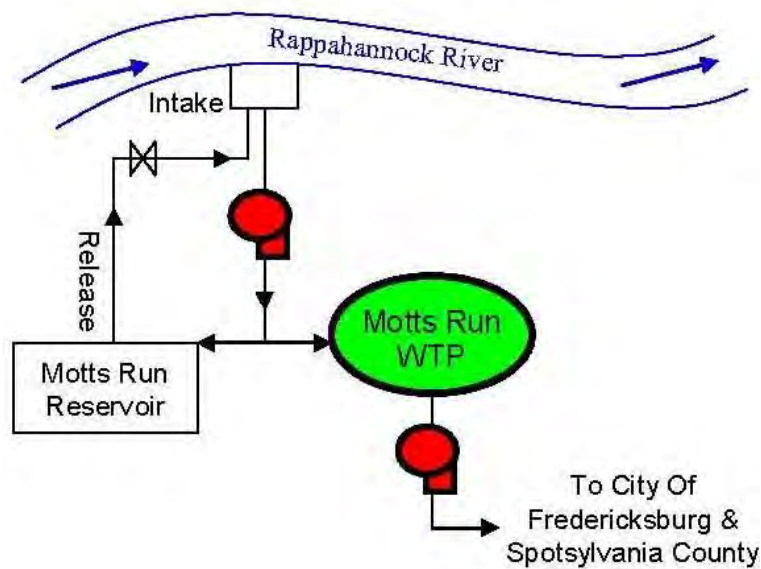 Rappahannock River
Intake
Release
Motts Run
WTP
Motts Run
Reservoir
To City Of
Fredericksburg &
Spotsylvania County